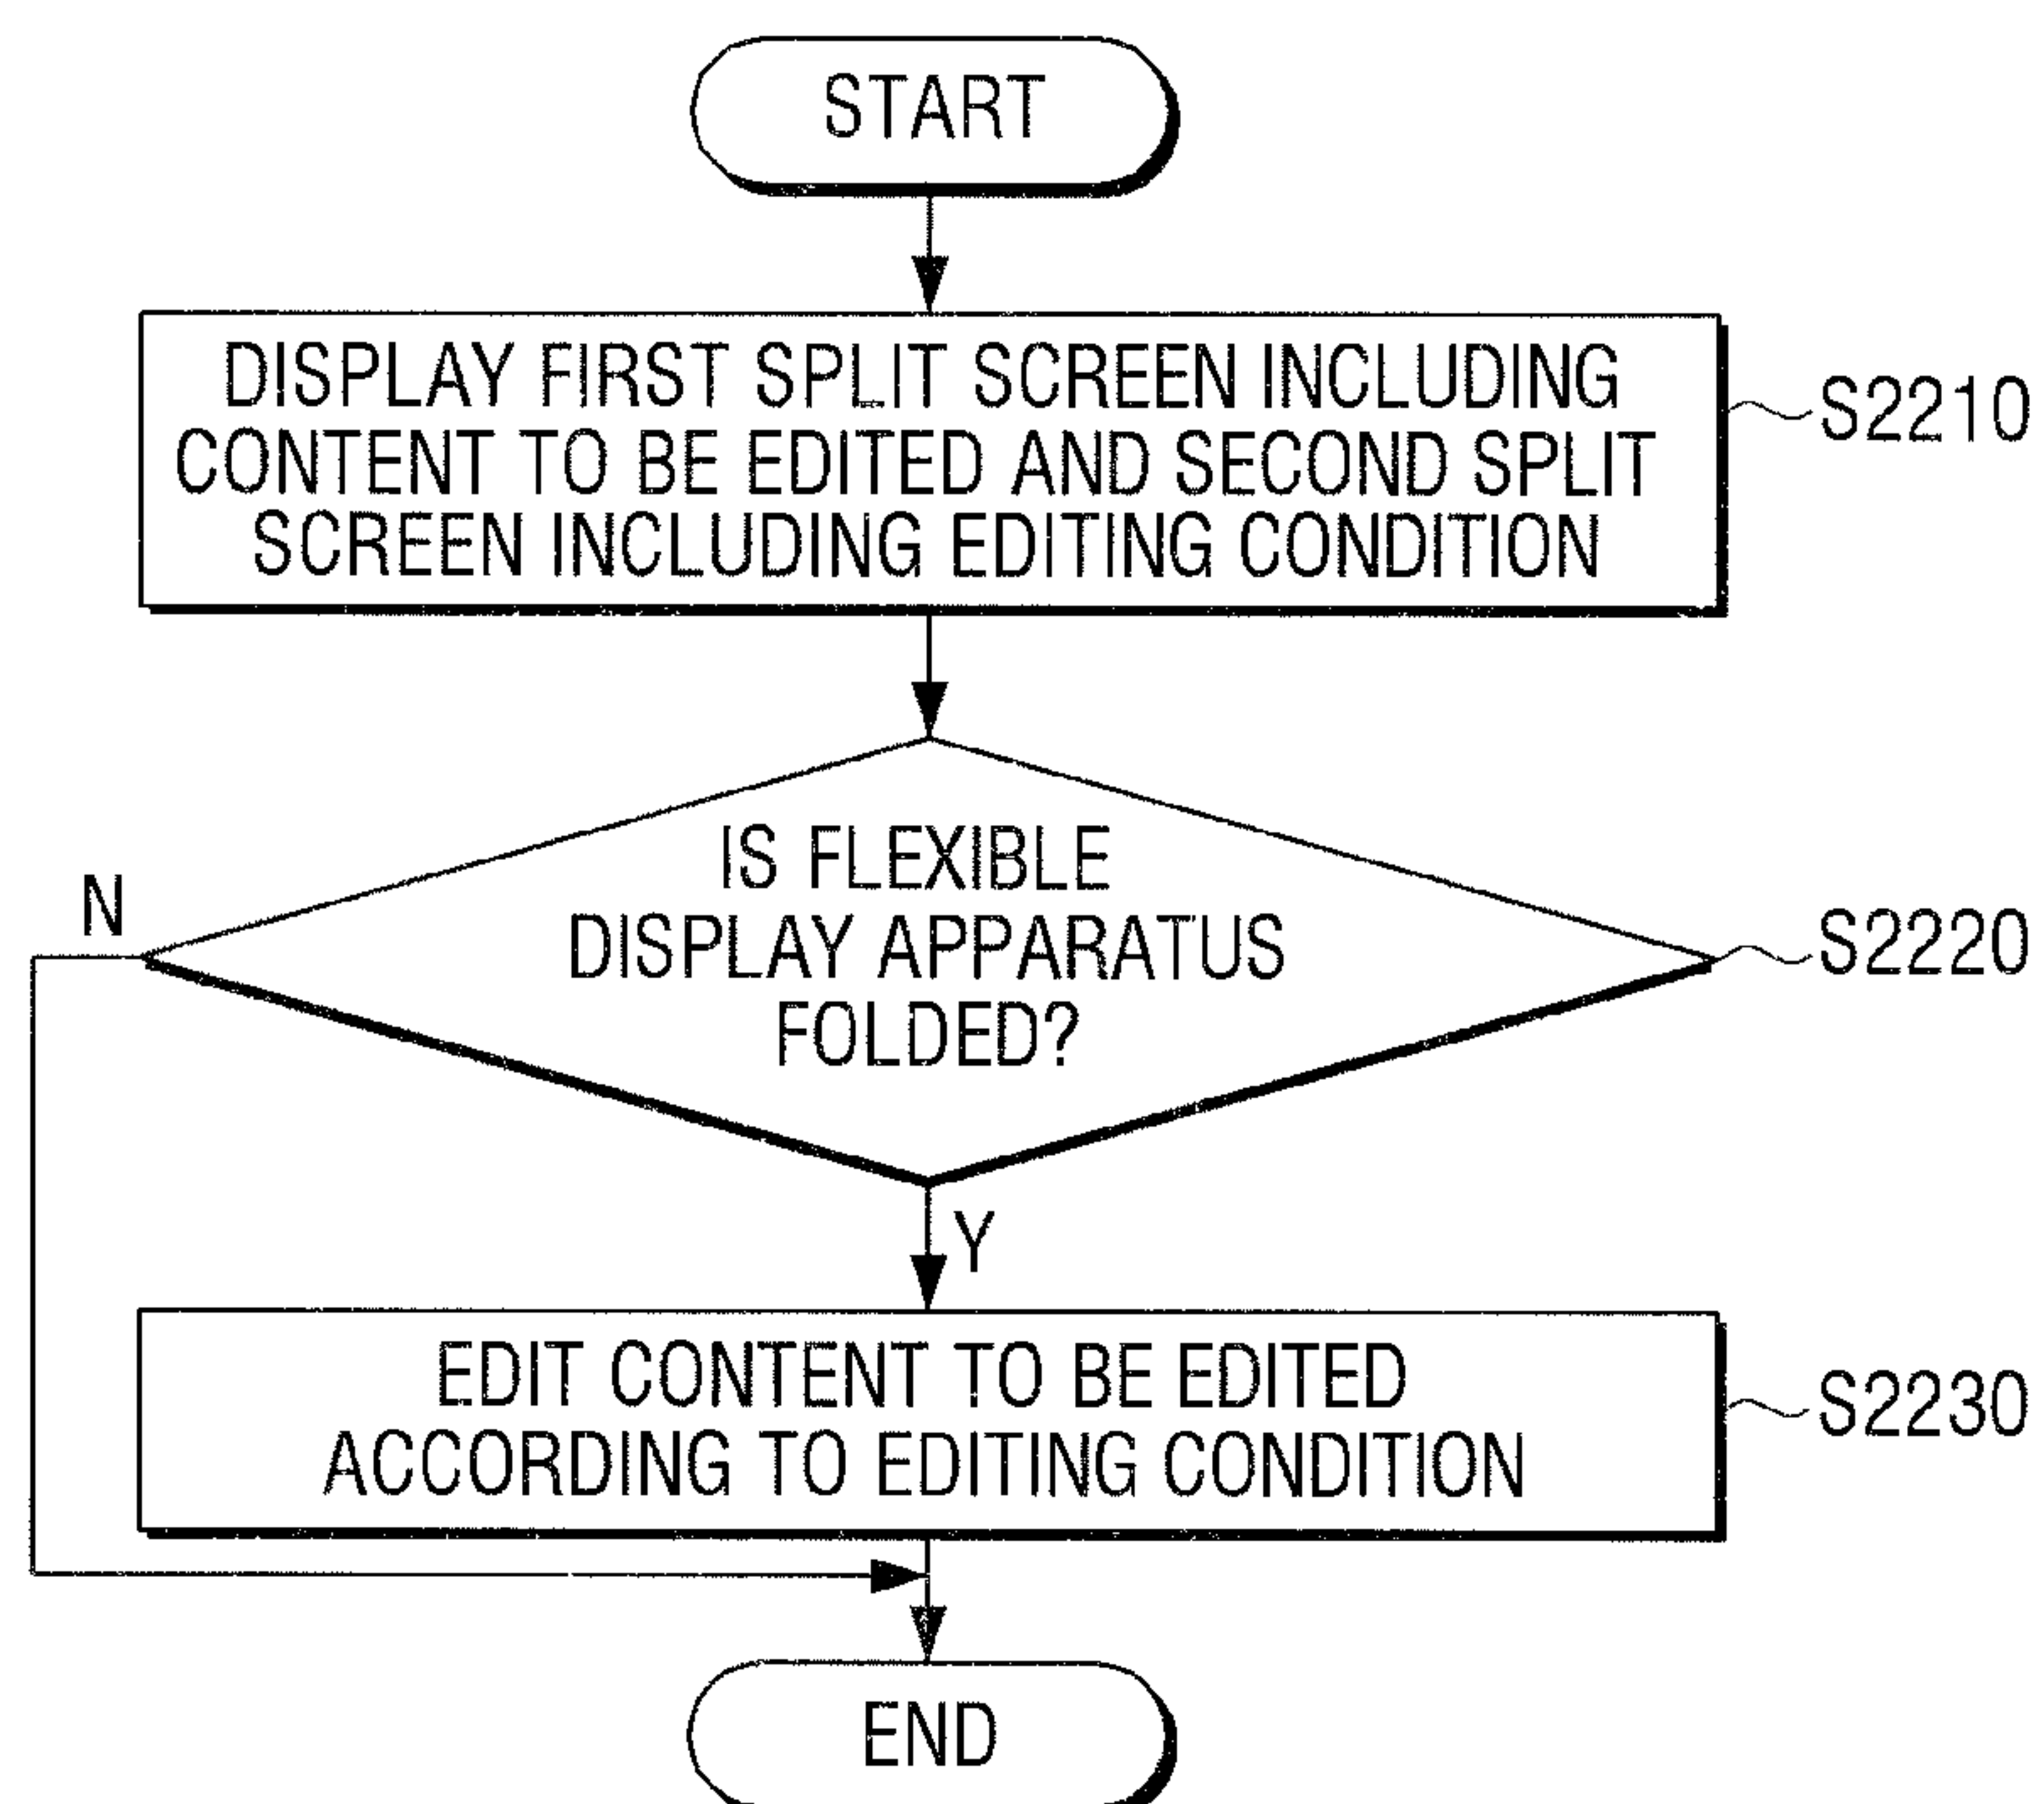 START
DISPLAY FIRST SPLIT SCREEN INCLUDING
CONTENT TO BE EDITED AND SECOND SPLIT
SCREEN INCLUDING EDITING CONDITION
S2210
IS FLEXIBLE
DISPLAY APPARATUS
FOLDED?
N
S2220
Y
EDIT CONTENT TO BE EDITED
ACCORDING TO EDITING CONDITION
S2230
END